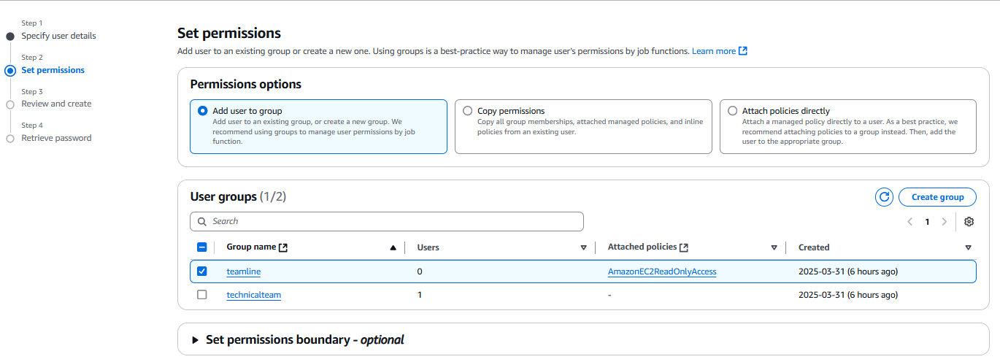 Step 1
Specify user details
Step 2
Set permissions
Step 3
Review and create
Step 4
Retrieve password
Set permissions
Add user to an existing group or create a new one. Using groups is a best-practice way to manage user's permissions by job functions. Learn more
Permissions options
Add user to group
Add user to an existing group, or create a new group. We
recommend using groups to manage user permissions by job
function.
Copy permissions
Copy all group memberships, attached managed policies, and inline
policies from an existing user.
Attach policies directly
Attach a managed policy directly to a user. As a best practice, we
recommend attaching policies to a group instead. Then, add the
user to the appropriate group.
User groups (1/2)
Create group
Search
1
Group name Users Attached policies Created
teamline 0 AmazonEC2ReadOnlyAccess 2025-03-31 (6 hours ago)
technicalteam 1 - 2025-03-31 (6 hours ago)
Set permissions boundary - optional